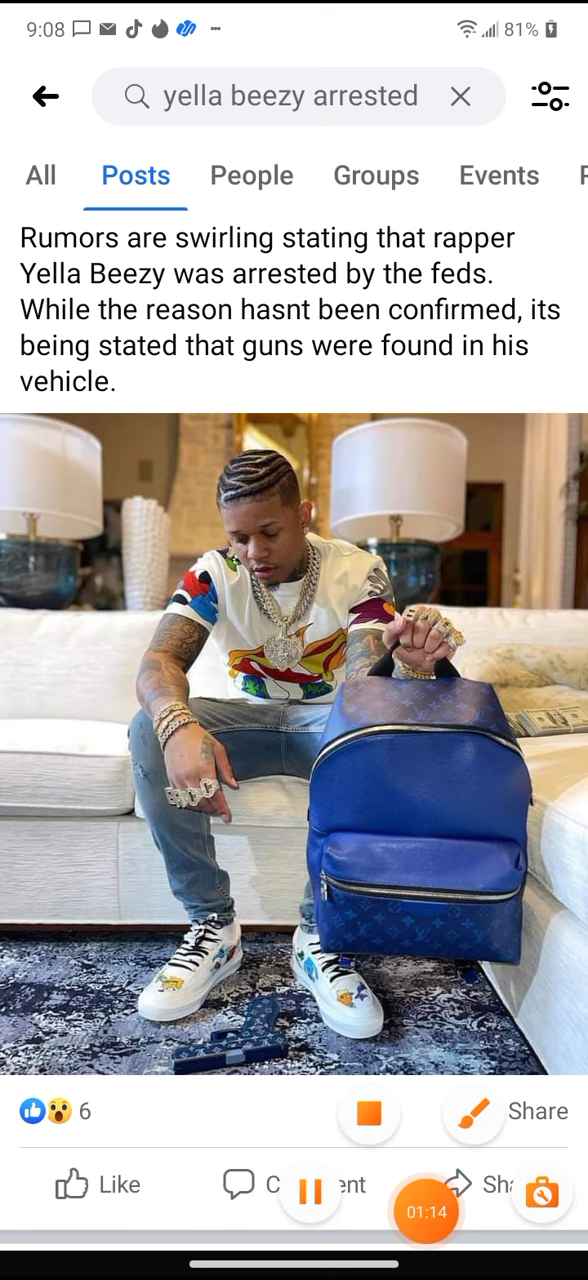 9:08 81%
yella beezy arrested
All Posts People Groups Events
Rumors are swirling stating that rapper
Yella Beezy was arrested by the feds.
While the reason hasnt been confirmed, its
being stated that guns were found in his
vehicle.
6 Share
Like
01:14